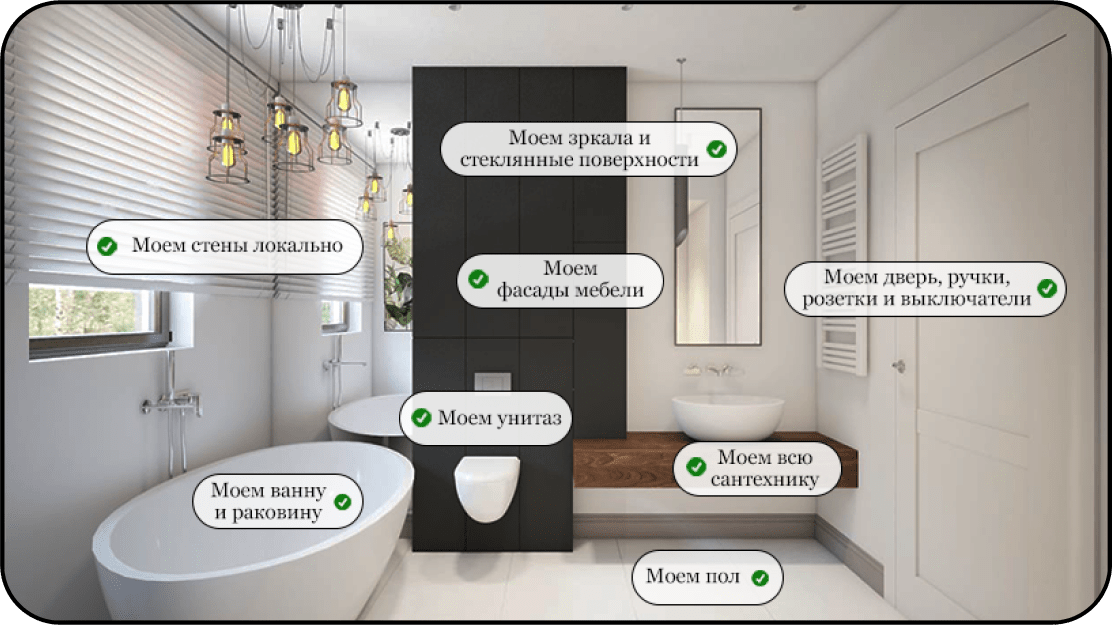 Моем зркала и
стеклянные поверхности
Моем стены локально
Моем
фасады мебели
Моем дверь, ручки,
розетки и выключатели
Моем унитаз
Моем всю
сантехнику
Моем ванну
и раковину
Моем пол